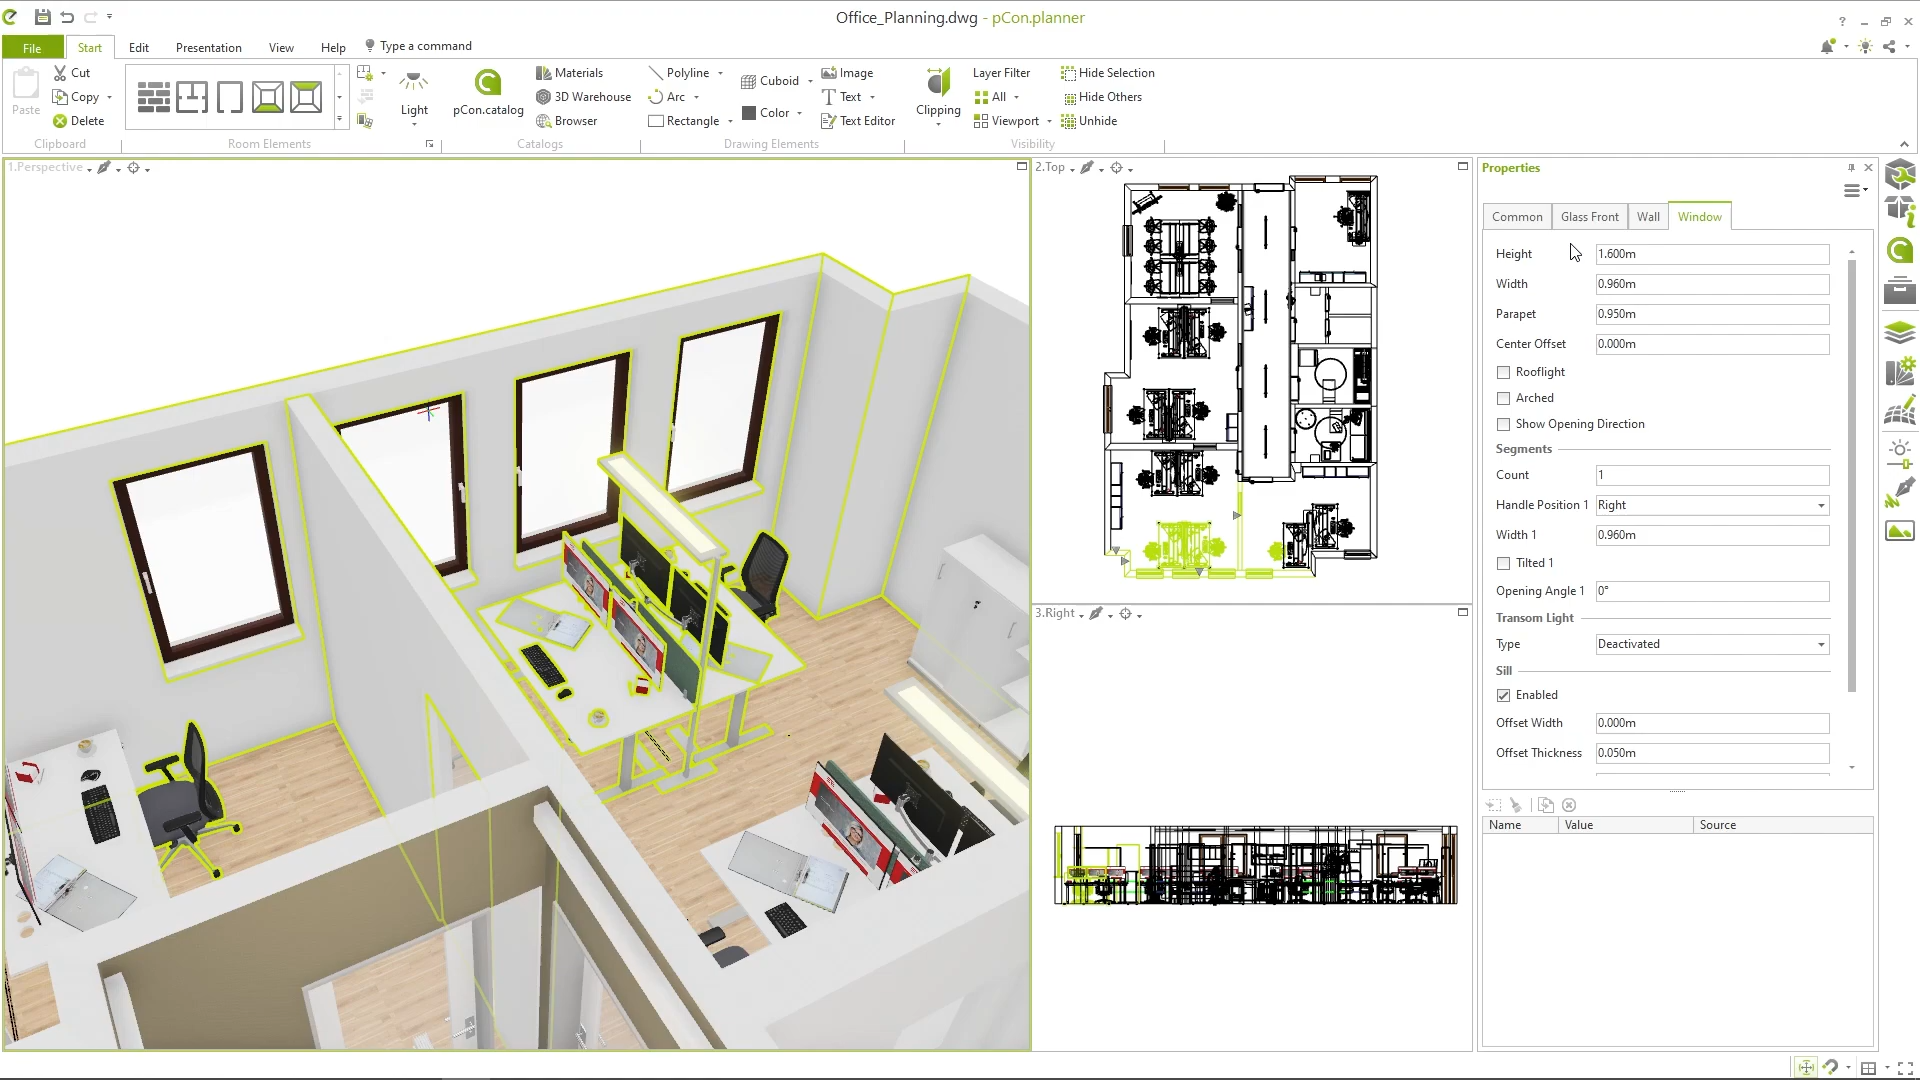 Office_Planning.dwg - pCon.planner
File
Start
Edit
Presentation
View
Help
Type a command
Paste
Cut
Copy
Delete
Clipboard
Room Elements
Light
pCon.catalog
Materials
3D Warehouse
Browser
Catalogs
Polyline
Arc
Rectangle
Cuboid
Color
Image
Text
Text Editor
Drawing Elements
Clipping
Layer Filter
All
Viewport
Hide Selection
Hide Others
Unhide
Visibility
1.Perspective
2.Top
3.Right
Properties
Common
Glass Front
Wall
Window
Height 1.600m
Width 0.960m
Parapet 0.950m
Center Offset 0.000m
Rooflight
Arched
Show Opening Direction
Segments
Count 1
Handle Position 1 Right
Width 1 0.960m
Tilted 1
Opening Angle 1 0°
Transom Light
Type Deactivated
Sill
Enabled
Offset Width 0.000m
Offset Thickness 0.050m
Name Value Source